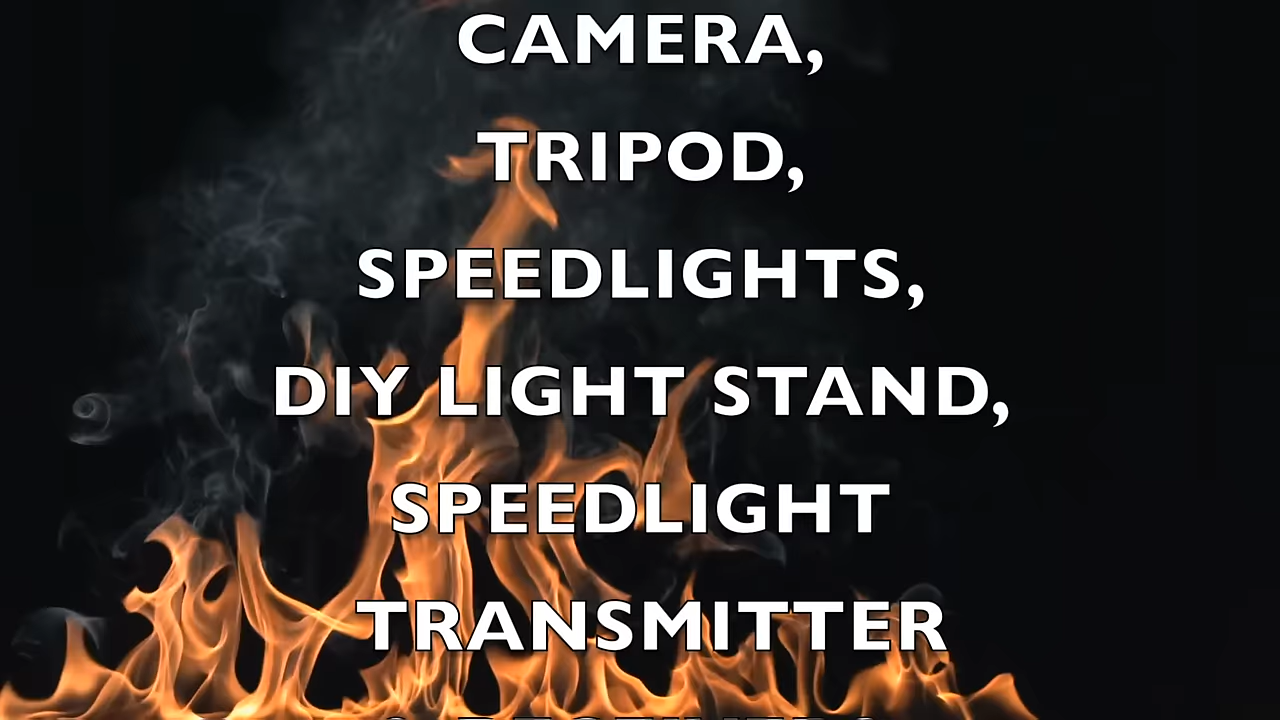 CAMERA,
TRIPOD,
SPEEDLIGHTS,
DIY LIGHT STAND,
SPEEDLIGHT
TRANSMITTER